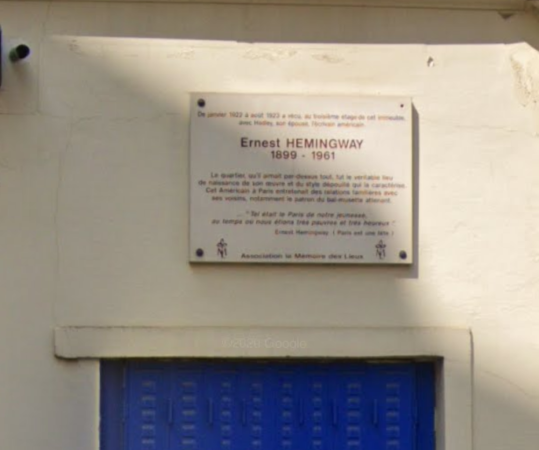 De janvier 1922 à août 1923 a vécu, au troisième étage de cet immeuble,
avec Hadley, son épouse, l'écrivain américain
Ernest HEMINGWAY
1899 - 1961
Le quartier, qu'il aimait par-dessus tout, fut le véritable lieu
de naissance de son œuvre et du style dépouillé qui le caractérise.
Cet Américain à Paris entretenait des relations familières avec
ses voisins, notamment le patron du bal-musette attenant.
... " Tel était le Paris de notre jeunesse,
au temps où nous étions très pauvres et très heureux "
Ernest Hemingway. ( Paris est une fête )
Association la Mémoire des Lieux
©2020 Google